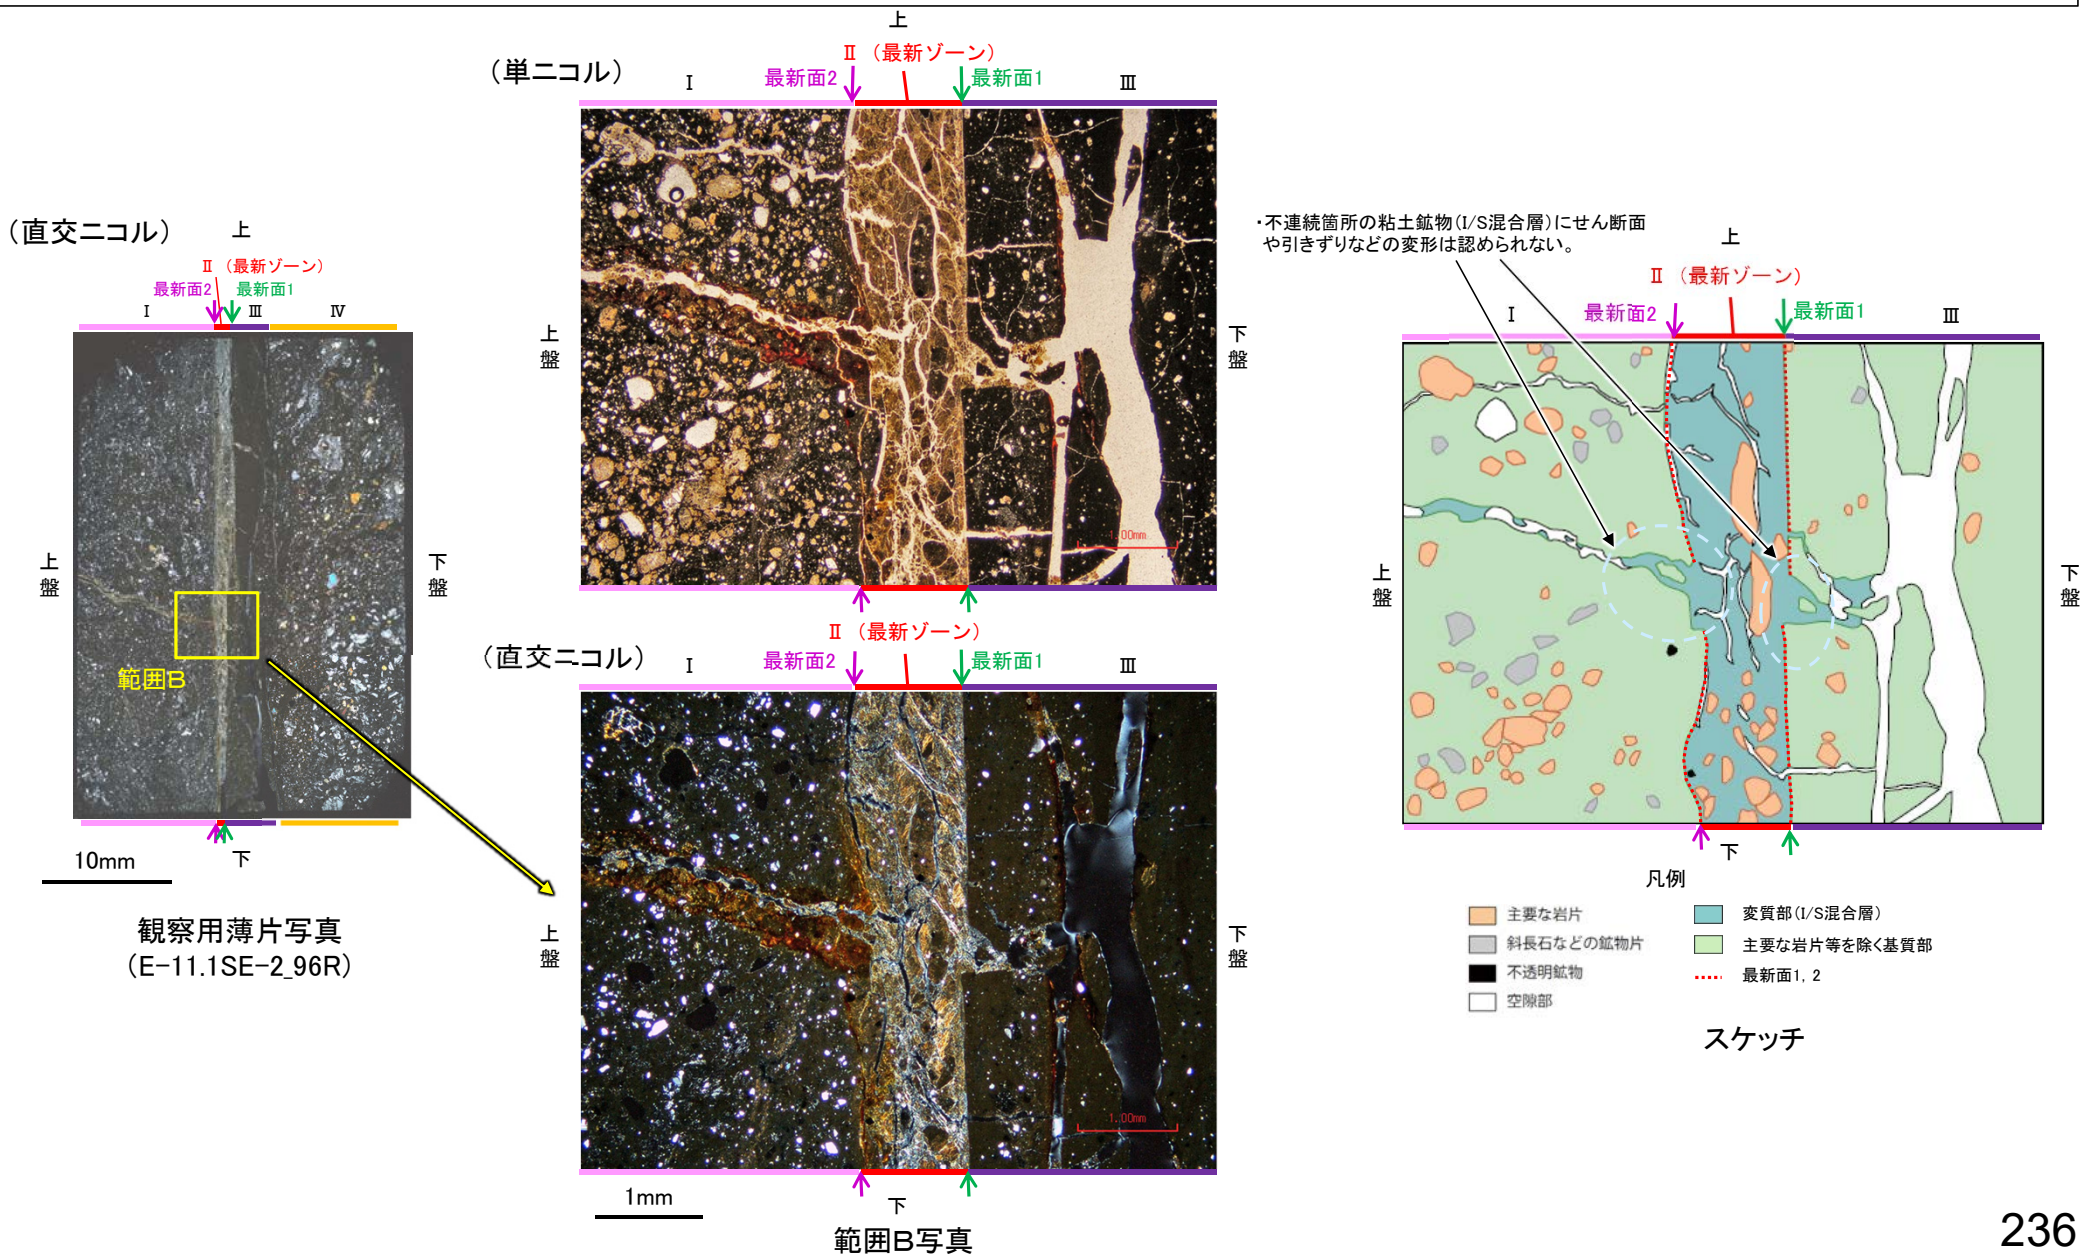 (直交ニコル)
上
Ⅱ (最新ゾーン)
最新面2
最新面1
Ⅰ
Ⅲ
Ⅳ
上盤
下盤
範囲B
下
10mm
観察用薄片写真
(E-11.1SE-2_96R)
(単ニコル)
上
Ⅱ (最新ゾーン)
Ⅰ
最新面2
最新面1
Ⅲ
上盤
下盤
1.00mm
(直交ニコル)
Ⅱ (最新ゾーン)
Ⅰ
最新面2
最新面1
Ⅲ
上盤
下盤
1.00mm
1mm
下
範囲B写真
・不連続箇所の粘土鉱物(I/S混合層)にせん断面
や引きずりなどの変形は認められない。
上
Ⅱ (最新ゾーン)
Ⅰ
最新面2
最新面1
Ⅲ
上盤
下盤
下
凡例
主要な岩片
斜長石などの鉱物片
不透明鉱物
空隙部
変質部(I/S混合層)
主要な岩片等を除く基質部
最新面1, 2
スケッチ
236